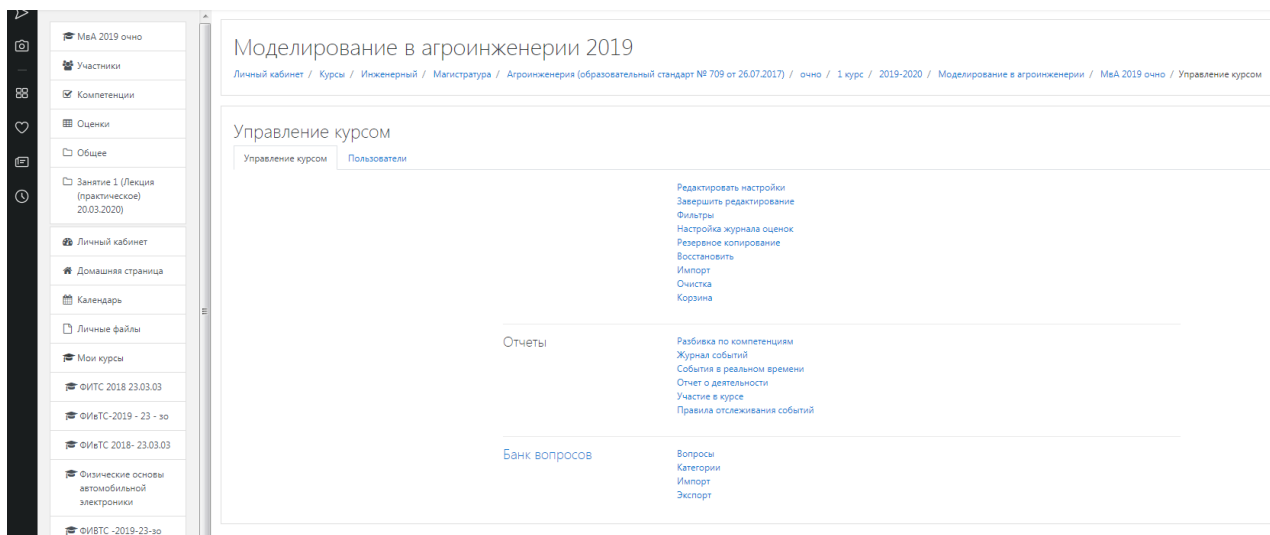 МвА 2019 очно
Участники
Компетенции
Оценки
Общее
Занятие 1 (Лекция
(практическое)
20.03.2020)
Личный кабинет
Домашняя страница
Календарь
Личные файлы
Мои курсы
ФИТС 2018 23.03.03
ФИвТС-2019 - 23 - зо
ФИвТС 2018- 23.03.03
Физические основы
автомобильной
электроники
ФИВТС -2019-23-зо
Моделирование в агроинженерии 2019
Личный кабинет / Курсы / Инженерный / Магистратура / Агроинженерия (образовательный стандарт № 709 от 26.07.2017) / очно / 1 курс / 2019-2020 / Моделирование в агроинженерии / МвА 2019 очно / Управление курсом
Управление курсом
Управление курсом Пользователи
Редактировать настройки
Завершить редактирование
Фильтры
Настройка журнала оценок
Резервное копирование
Восстановить
Импорт
Очистка
Корзина
Отчеты
Разбивка по компетенциям
Журнал событий
События в реальном времени
Отчет о деятельности
Участие в курсе
Правила отслеживания событий
Банк вопросов
Вопросы
Категории
Импорт
Экспорт